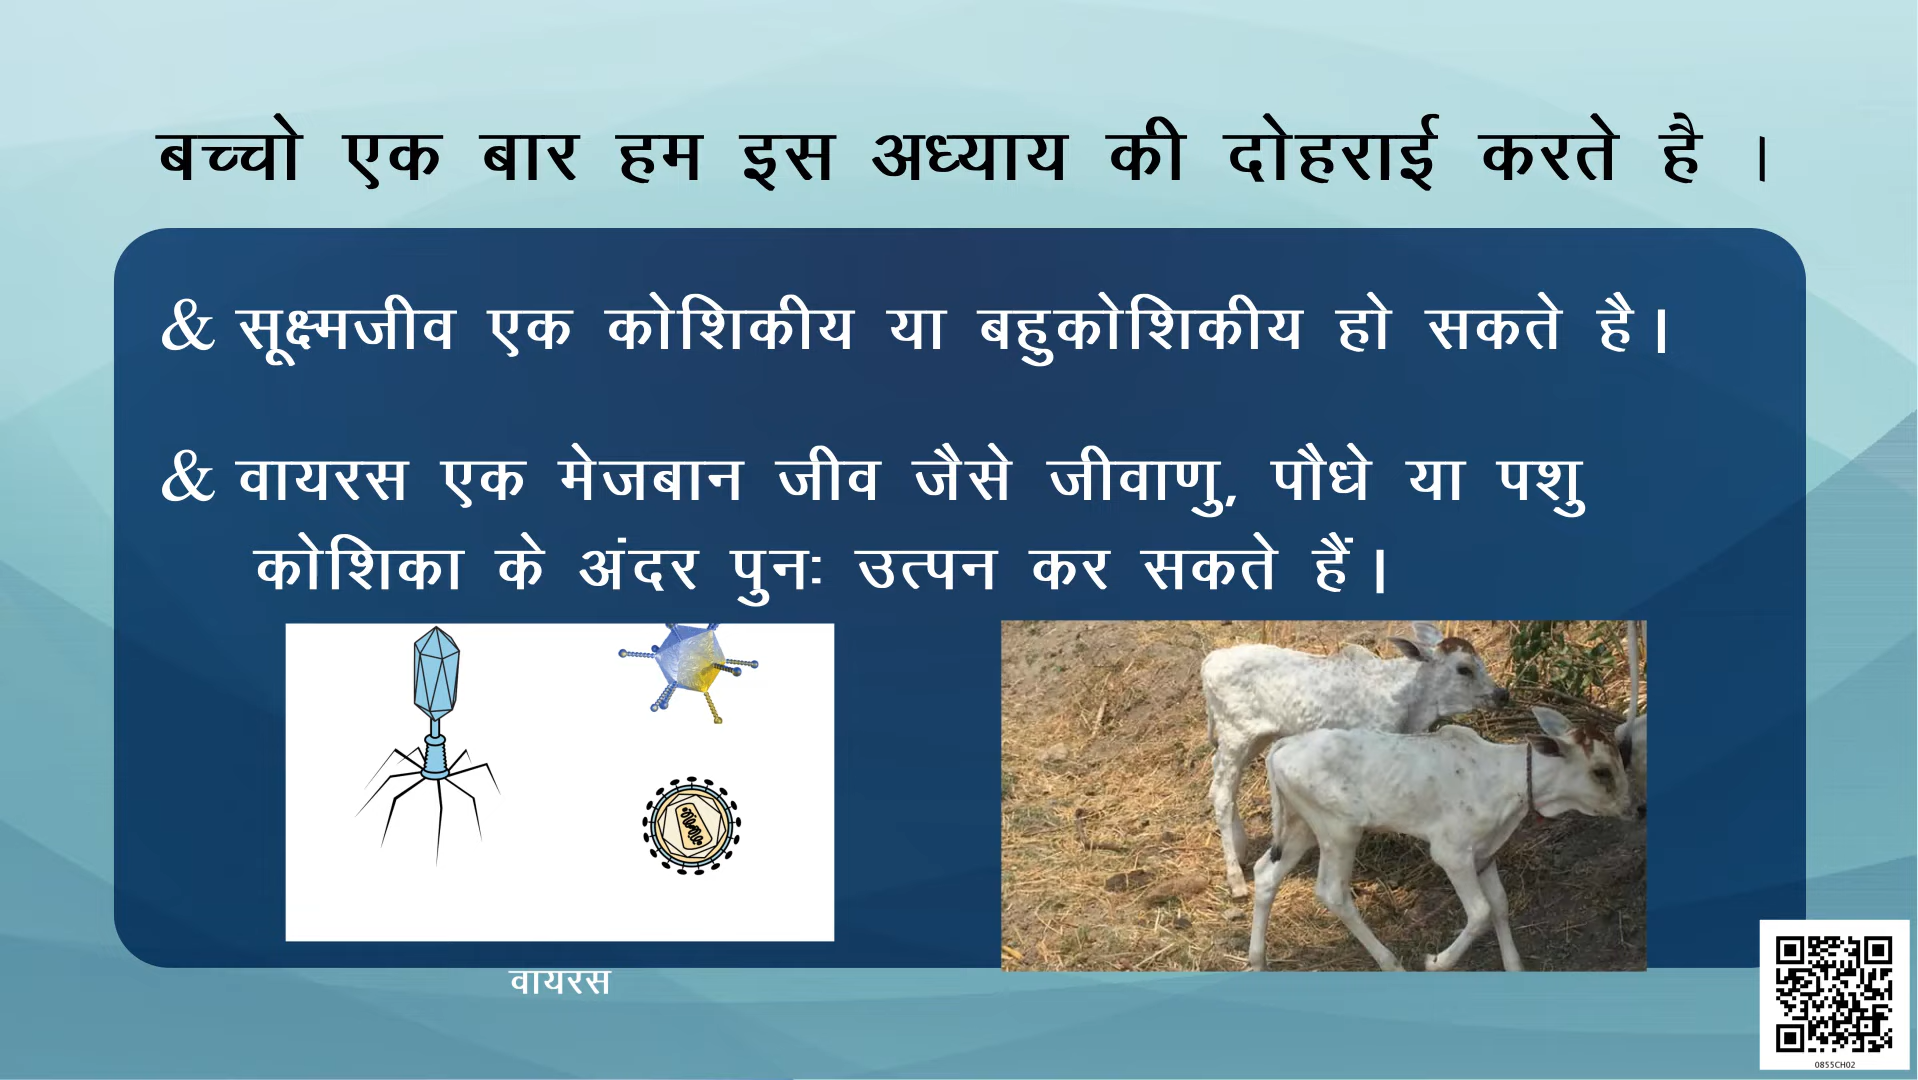 बच्चो एक बार हम इस अध्याय की दोहराई करते है ।
& सूक्ष्मजीव एक कोशिकीय या बहुकोशिकीय हो सकते है।
& वायरस एक मेजबान जीव जैसे जीवाणु, पौधे या पशु
कोशिका के अंदर पुनः उत्पन कर सकते हैं।
वायरस
0855CH02